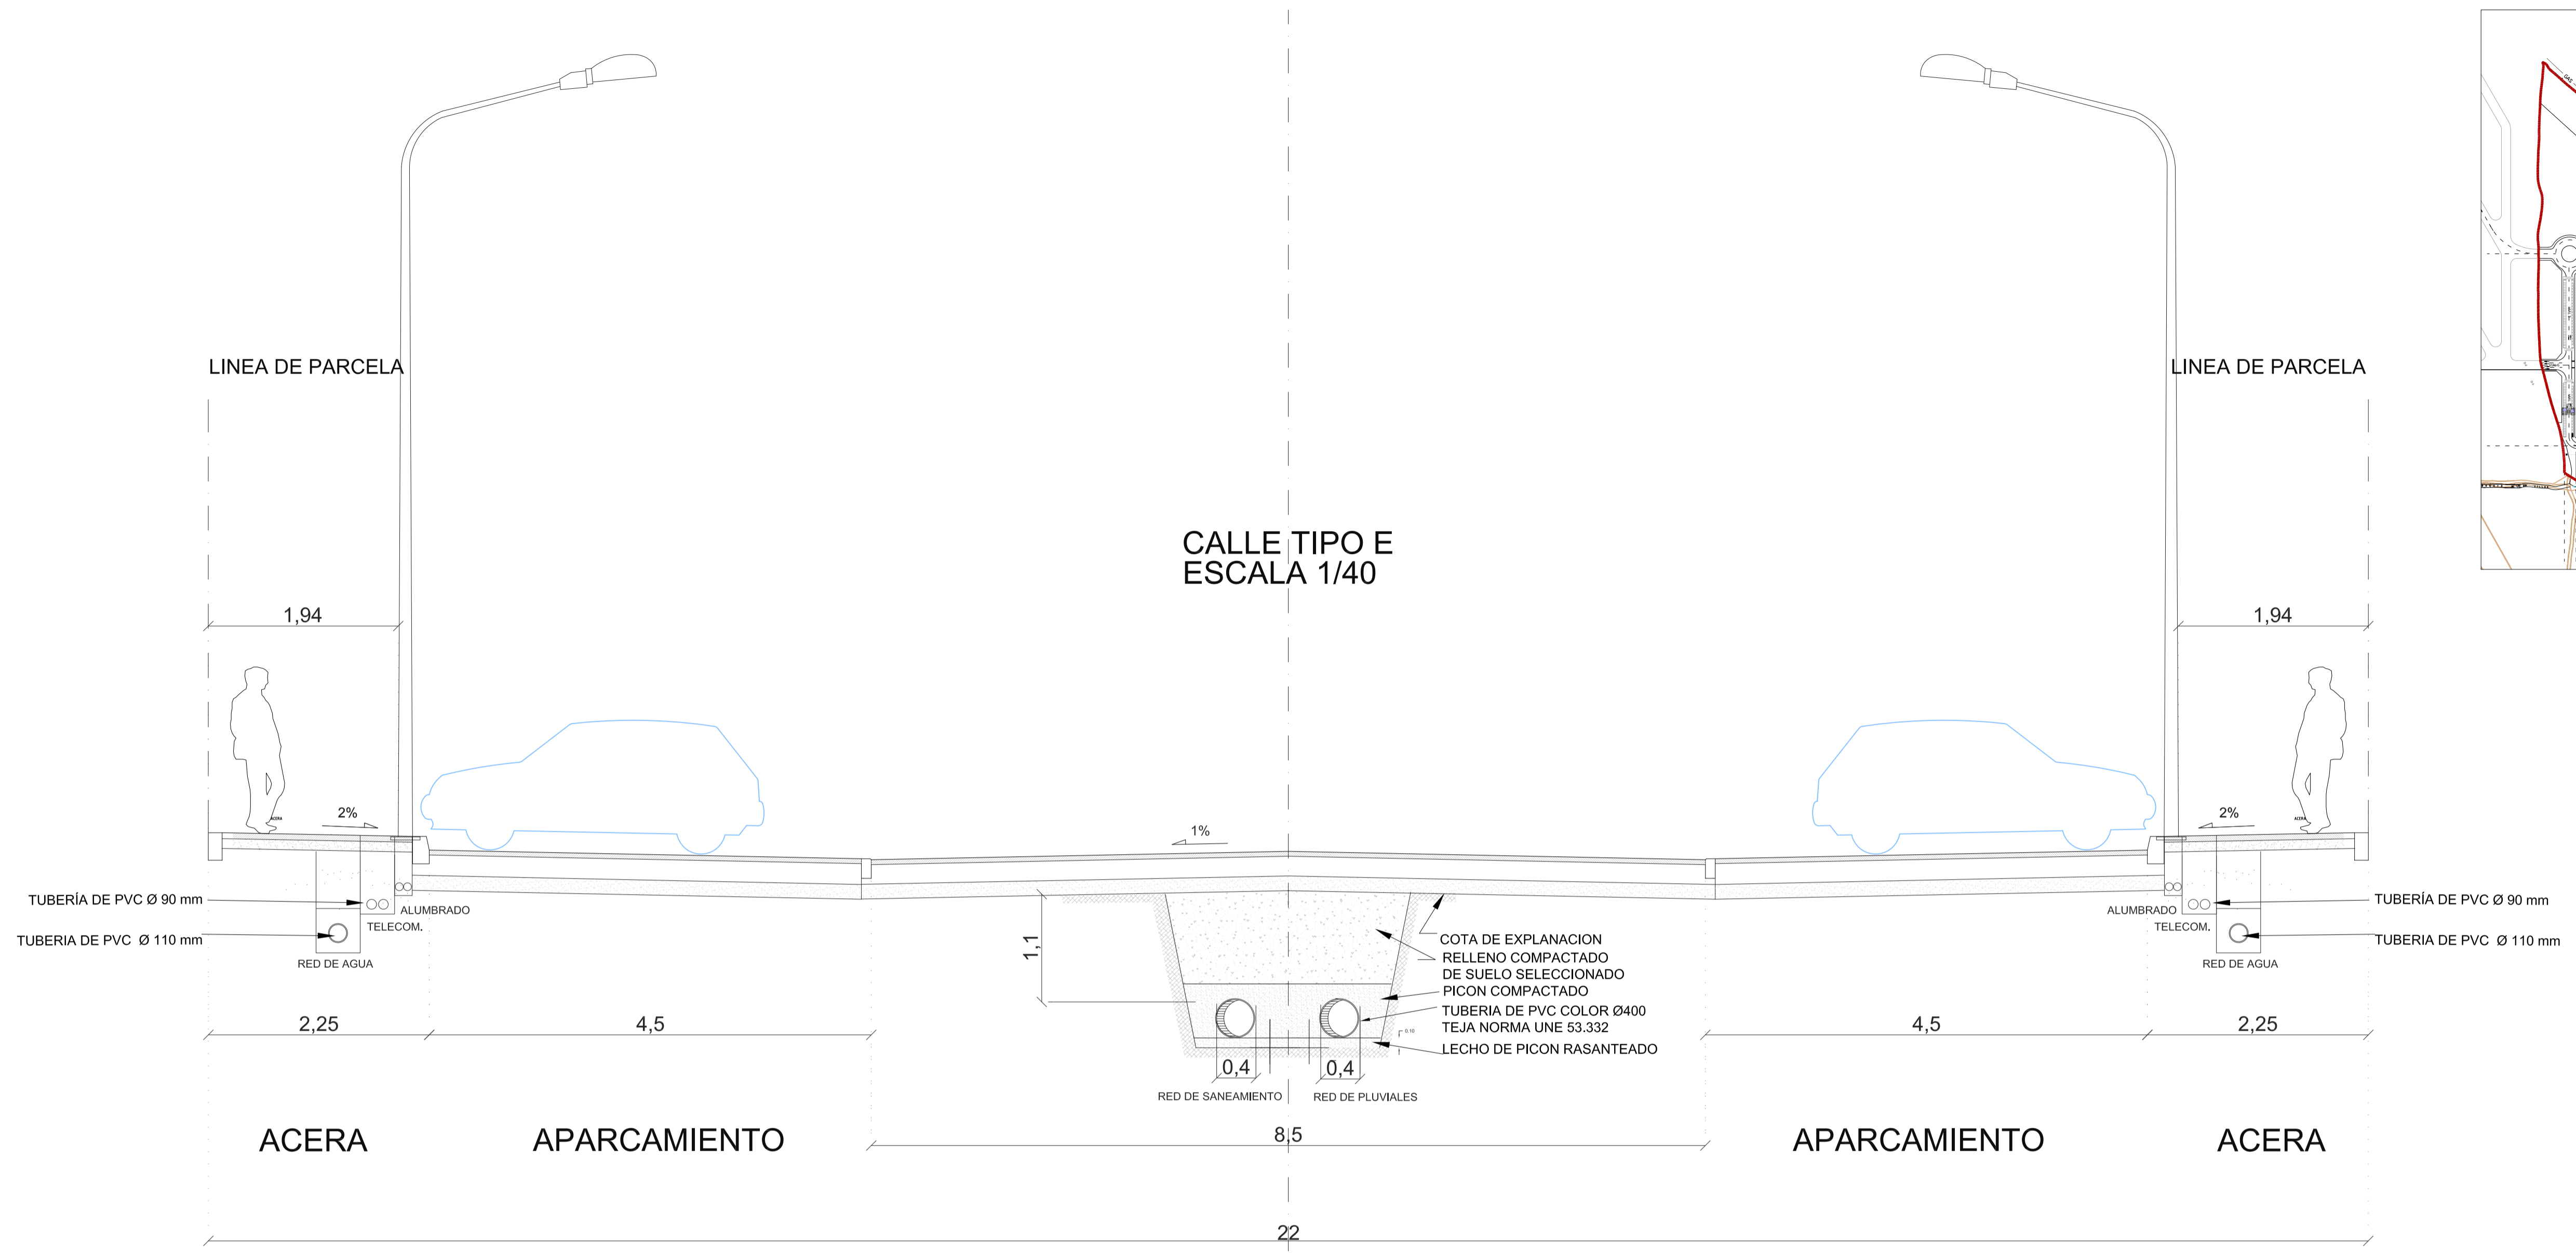 LINEA DE PARCELA
LINEA DE PARCELA
CALLE TIPO E
ESCALA 1/40
1,94
1,94
2%
ACERA
1%
2%
ACERA
TUBERÍA DE PVC Ø 90 mm
ALUMBRADO
TELECOM.
TUBERIA DE PVC Ø 110 mm
RED DE AGUA
1,1
COTA DE EXPLANACION
RELLENO COMPACTADO
DE SUELO SELECCIONADO
PICON COMPACTADO
TUBERIA DE PVC COLOR Ø400
TEJA NORMA UNE 53.332
LECHO DE PICON RASANTEADO
0.10
TUBERÍA DE PVC Ø 90 mm
ALUMBRADO
TELECOM.
TUBERIA DE PVC Ø 110 mm
RED DE AGUA
2,25
4,5
4,5
2,25
0,4
0,4
RED DE SANEAMIENTO
RED DE PLUVIALES
ACERA
APARCAMIENTO
8,5
APARCAMIENTO
ACERA
22
GAS